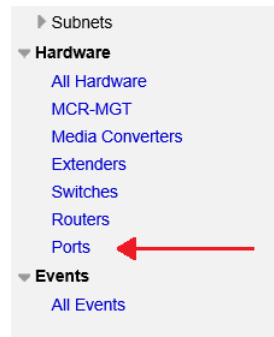 Subnets
Hardware
All Hardware
MCR-MGT
Media Converters
Extenders
Switches
Routers
Ports
Events
All Events